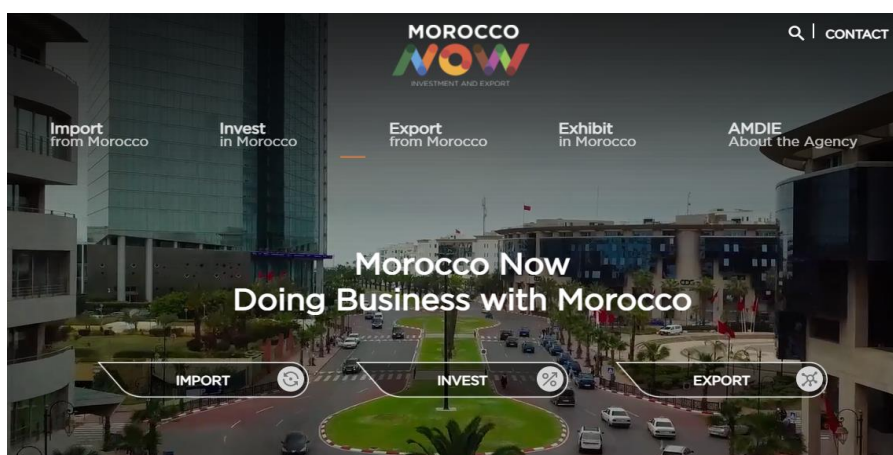 MOROCCO
NOW
INVESTMENT AND EXPORT
CONTACT
Import
from Morocco
Invest
in Morocco
Export
from Morocco
Exhibit
in Morocco
AMDIE
About the Agency
Morocco Now
Doing Business with Morocco
IMPORT
INVEST
EXPORT